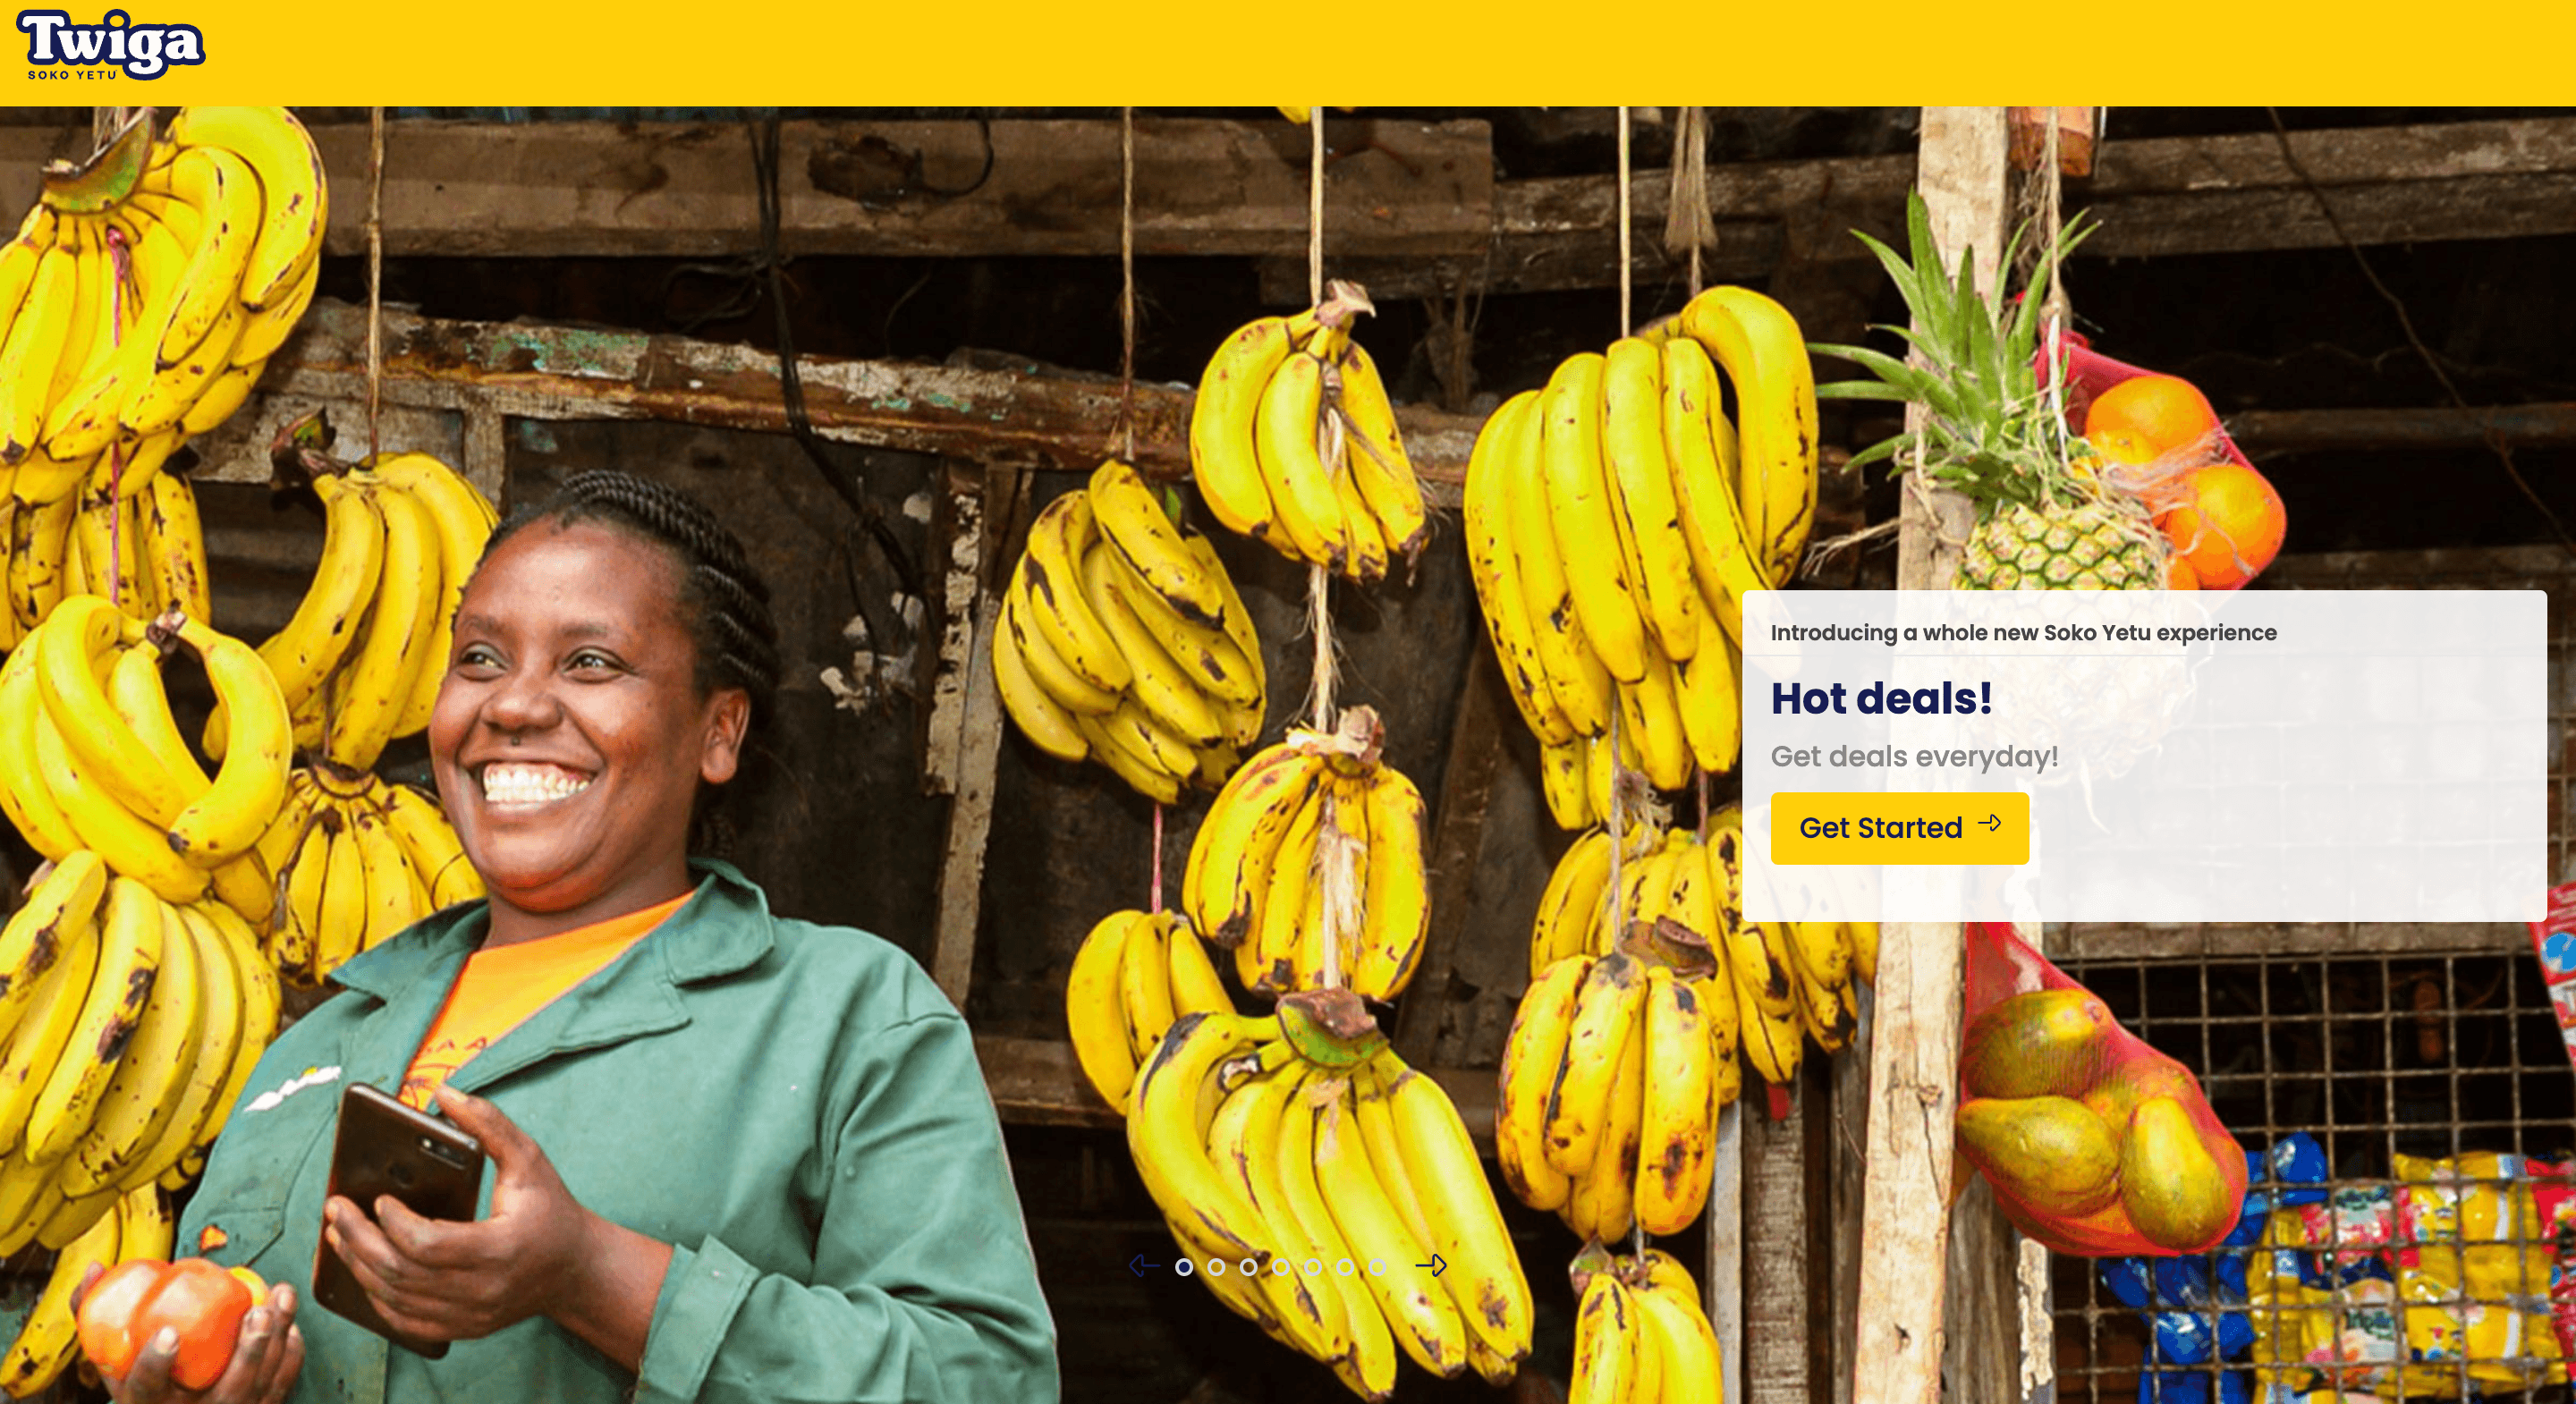 Twiga
SOKO YETU
Introducing a whole new Soko Yetu experience
Hot deals!
Get deals everyday!
Get Started